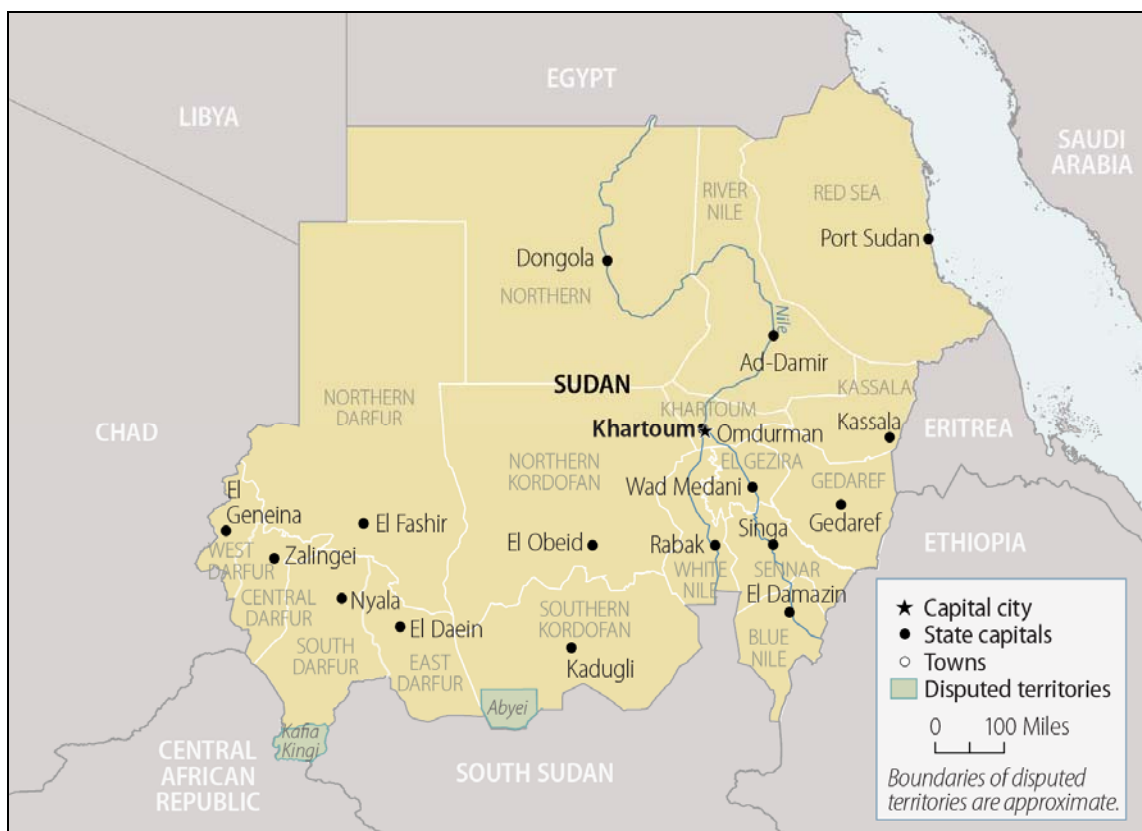 EGYPT
LIBYA
SAUDI
ARABIA
RIVER
NILE
RED SEA
Port Sudan
Dongola
NORTHERN
Nile
Ad-Damir
SUDAN
KASSALA
NORTHERN
DARFUR
KHARTOUM
Khartoum
Omdurman
Kassala
CHAD
ERITREA
NORTHERN
KORDOFAN
EL GEZIRA
GEDAREF
Wad Medani
El
Geneina
El Fashir
Gedaref
Singa
El Obeid
Rabak
ETHIOPIA
WEST
DARFUR
Zalingei
WHITE
NILE
SENNAR
El Damazin
CENTRAL
DARFUR
Nyala
SOUTHERN
KORDOFAN
El Daein
BLUE
NILE
SOUTH
DARFUR
EAST
DARFUR
Kadugli
Abyei
Kafia
Kingi
CENTRAL
AFRICAN
REPUBLIC
SOUTH SUDAN
Capital city
State capitals
Towns
Disputed territories
0 100 Miles
Boundaries of disputed
territories are approximate.